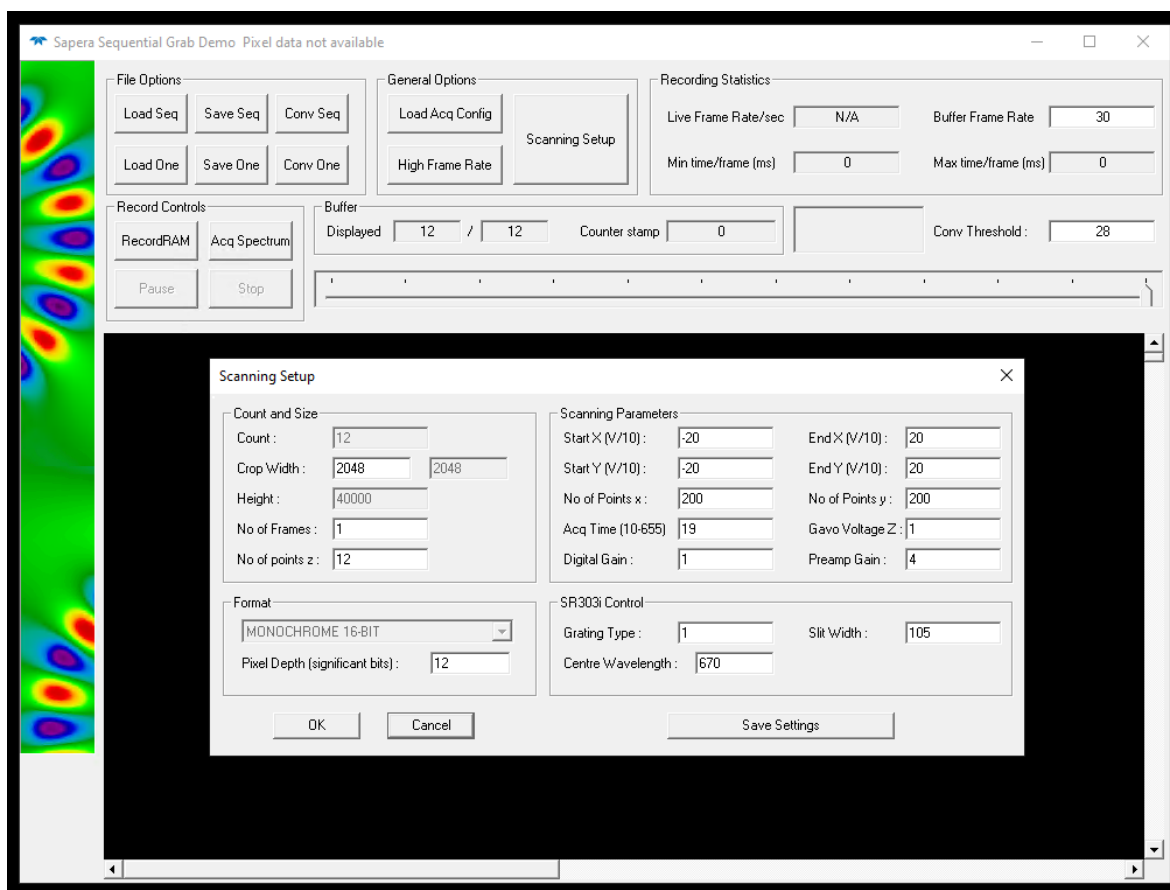 Sapera Sequential Grab Demo Pixel data not available
File Options
Load Seq Save Seq Conv Seq
Load One Save One Conv One
General Options
Load Acq Config
High Frame Rate
Scanning Setup
Recording Statistics
Live Frame Rate/sec N/A Buffer Frame Rate 30
Min time/frame (ms) 0 Max time/frame (ms) 0
Record Controls
RecordRAM Acq Spectrum
Pause Stop
Buffer
Displayed 12 / 12 Counter stamp 0
Conv Threshold : 28
Scanning Setup
Count and Size
Count : 12
Crop Width : 2048 2048
Height : 40000
No of Frames : 1
No of points z : 12
Scanning Parameters
Start X (V/10) : -20 End X (V/10) : 20
Start Y (V/10) : -20 End Y (V/10) : 20
No of Points x : 200 No of Points y : 200
Acq Time (10-655) 19 Gavo Voltage Z : 1
Digital Gain : 1 Preamp Gain : 4
Format
MONOCHROME 16-BIT
Pixel Depth (significant bits) : 12
SR303i Control
Grating Type : 1 Slit Width : 105
Centre Wavelength : 670
OK Cancel Save Settings